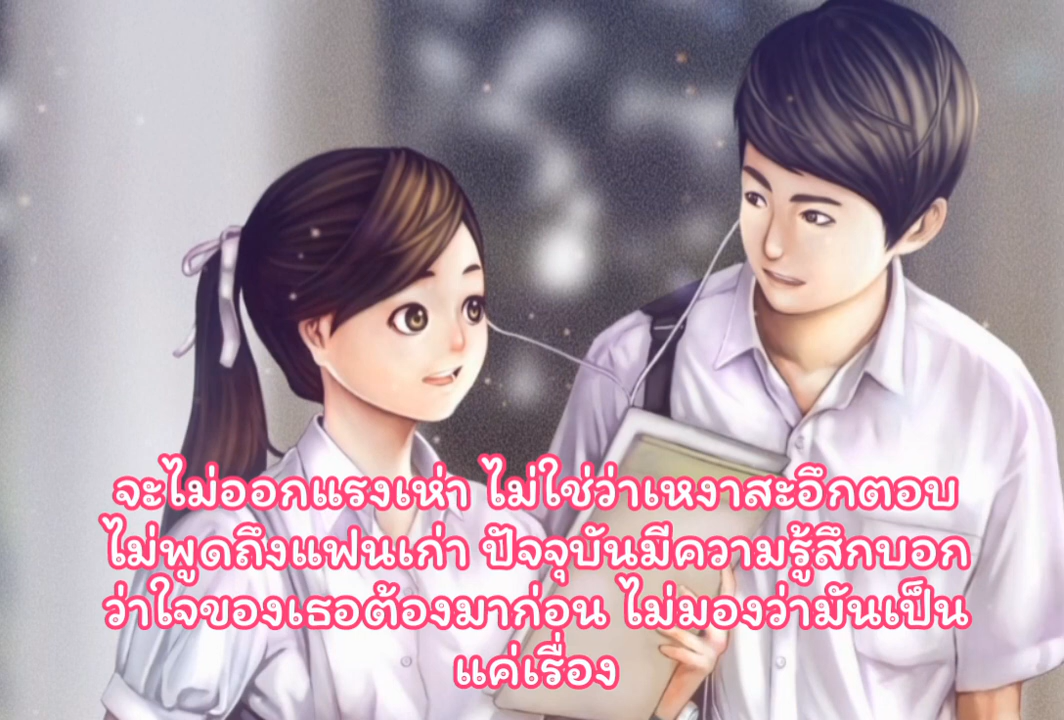 จะไม่ออกแรงเห่า ไม่ใช่ว่าเหงาสะอึกตอบ
ไม่พูดถึงแฟนเก่า ปัจจุบันมีความรู้สึกบอก
ว่าใจของเธอต้องมาก่อน ไม่มองว่ามันเป็น
แค่เรื่อง